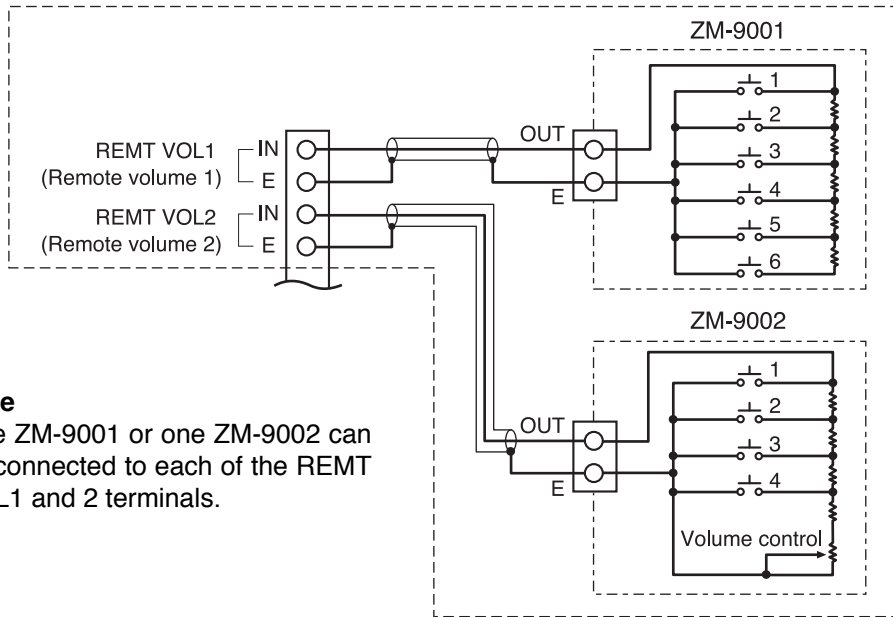 ZM-9001
1
2
3
4
5
6
OUT
E
REMT VOL1
(Remote volume 1)
IN
E
REMT VOL2
(Remote volume 2)
IN
E
ZM-9002
1
2
3
4
OUT
E
Volume control
e
e ZM-9001 or one ZM-9002 can
connected to each of the REMT
L1 and 2 terminals.